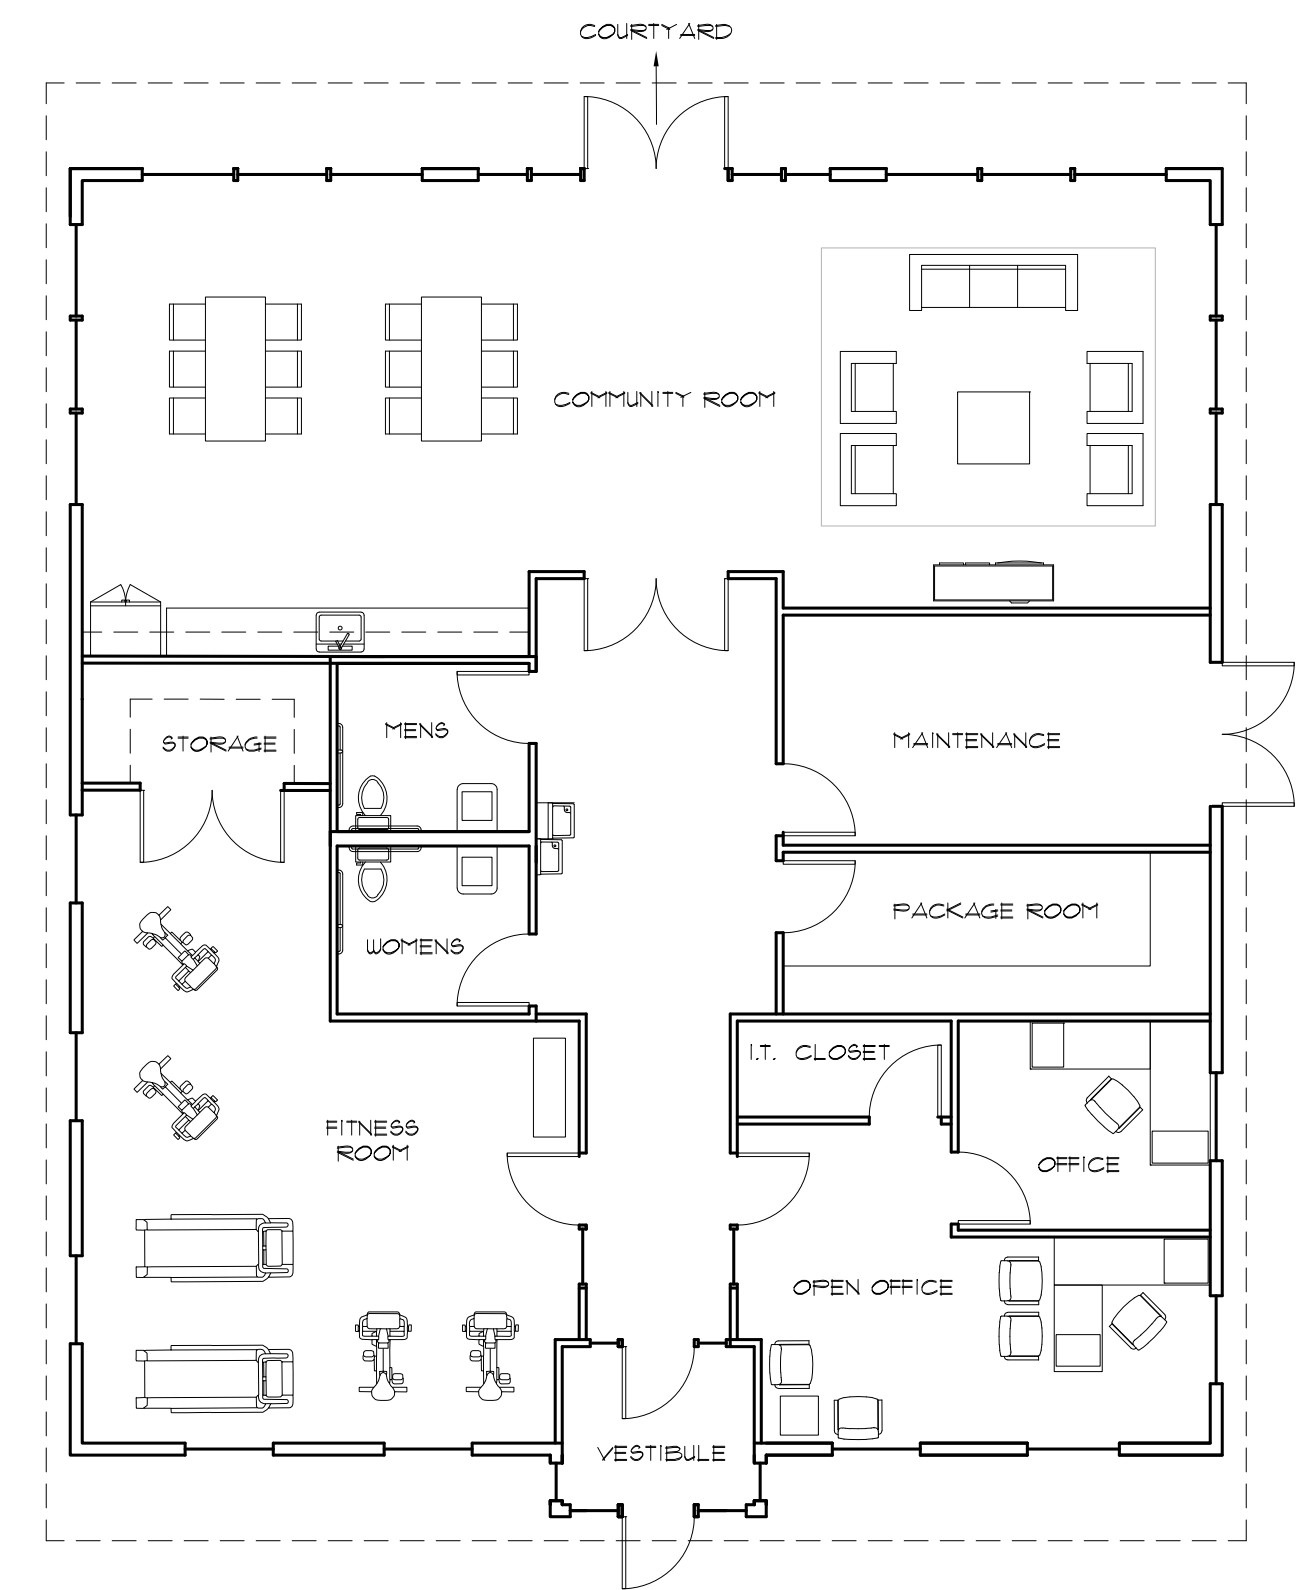 COURTYARD
COMMUNITY ROOM
MENS
STORAGE
MAINTENANCE
PACKAGE ROOM
WOMENS
I.T. CLOSET
FITNESS
ROOM
OFFICE
OPEN OFFICE
VESTIBULE